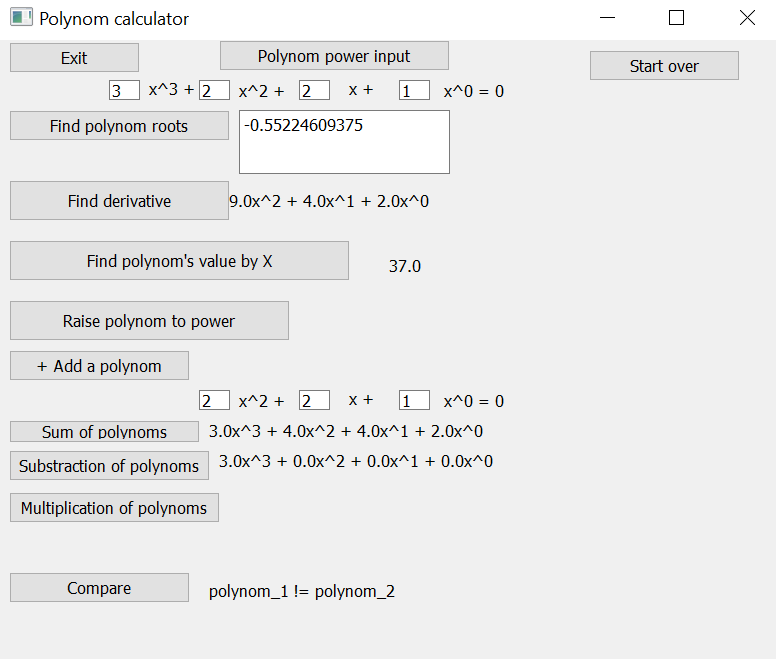 Polynom calculator
Exit
Polynom power input
Start over
3 x^3 + 2 x^2 + 2 x + 1 x^0 = 0
Find polynom roots
-0.55224609375
Find derivative
9.0x^2 + 4.0x^1 + 2.0x^0
Find polynom's value by X
37.0
Raise polynom to power
+ Add a polynom
2 x^2 + 2 x + 1 x^0 = 0
Sum of polynoms
3.0x^3 + 4.0x^2 + 4.0x^1 + 2.0x^0
Substraction of polynoms
3.0x^3 + 0.0x^2 + 0.0x^1 + 0.0x^0
Multiplication of polynoms
Compare
polynom_1 != polynom_2